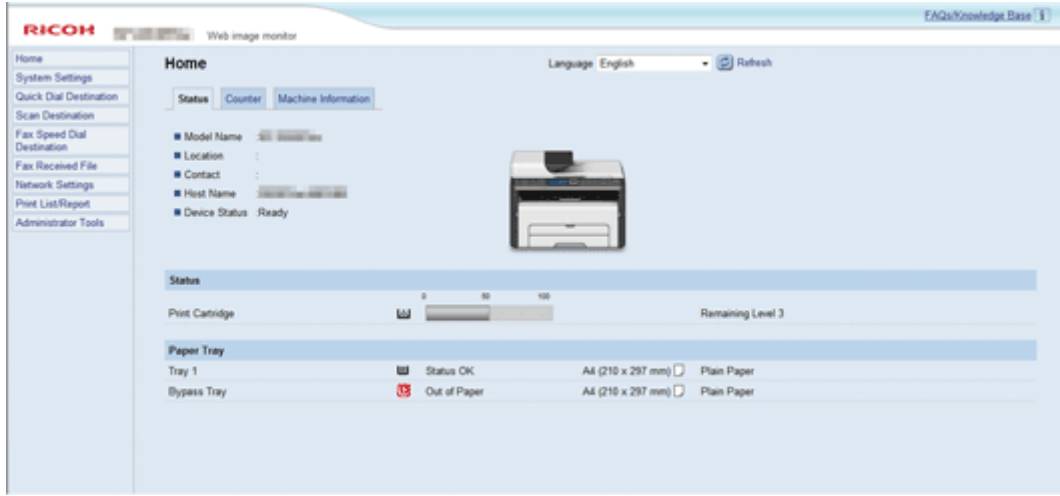 FAQs/Knowledge Base
RICOH Web image monitor
Home
System Settings
Quick Dial Destination
Scan Destination
Fax Speed Dial
Destination
Fax Received File
Network Settings
Print List/Report
Administrator Tools
Home
Language English Refresh
Status Counter Machine Information
Model Name :
Location :
Contact :
Host Name :
Device Status :Ready
Status
0 50 100
Print Cartridge Remaining Level 3
Paper Tray
Tray 1 Status OK A4 (210 x 297 mm) Plain Paper
Bypass Tray Out of Paper A4 (210 x 297 mm) Plain Paper